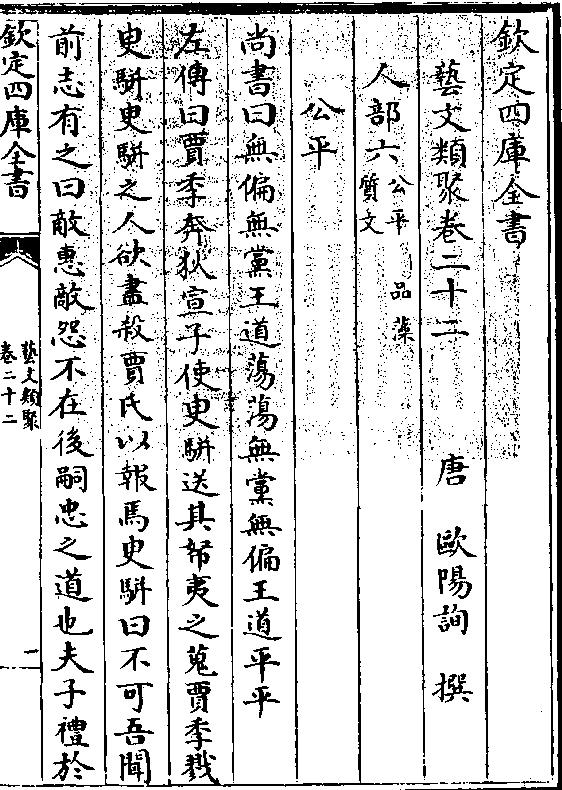 欽定四庫全書
藝文類聚卷二十二　唐　歐陽詢　撰
人部六　公平　品藻　質文
公平
尚書曰無偏無黨王道蕩蕩無黨無偏王道平平
左傳曰賈季奔狄宣子使臾駢送其帑夷之蒐賈季戮
臾駢臾駢之人欲盡殺賈氏以報焉臾駢曰不可吾聞
前志有之曰敵惠敵怨不在後嗣忠之道也夫子禮於
欽定四庫全書
藝文類聚
卷二十二
一